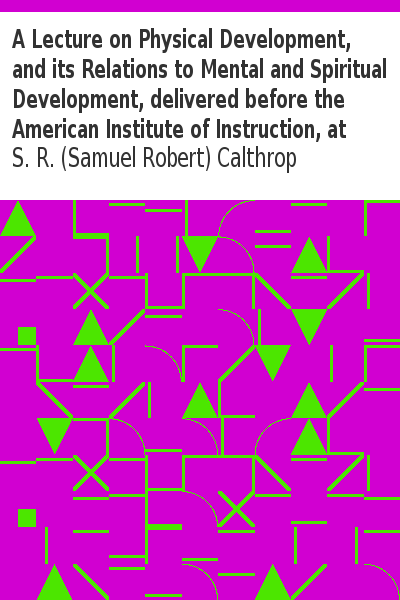 A Lecture on Physical Development,
and its Relations to Mental and Spiritual
Development, delivered before the
American Institute of Instruction, at
S. R. (Samuel Robert) Calthrop